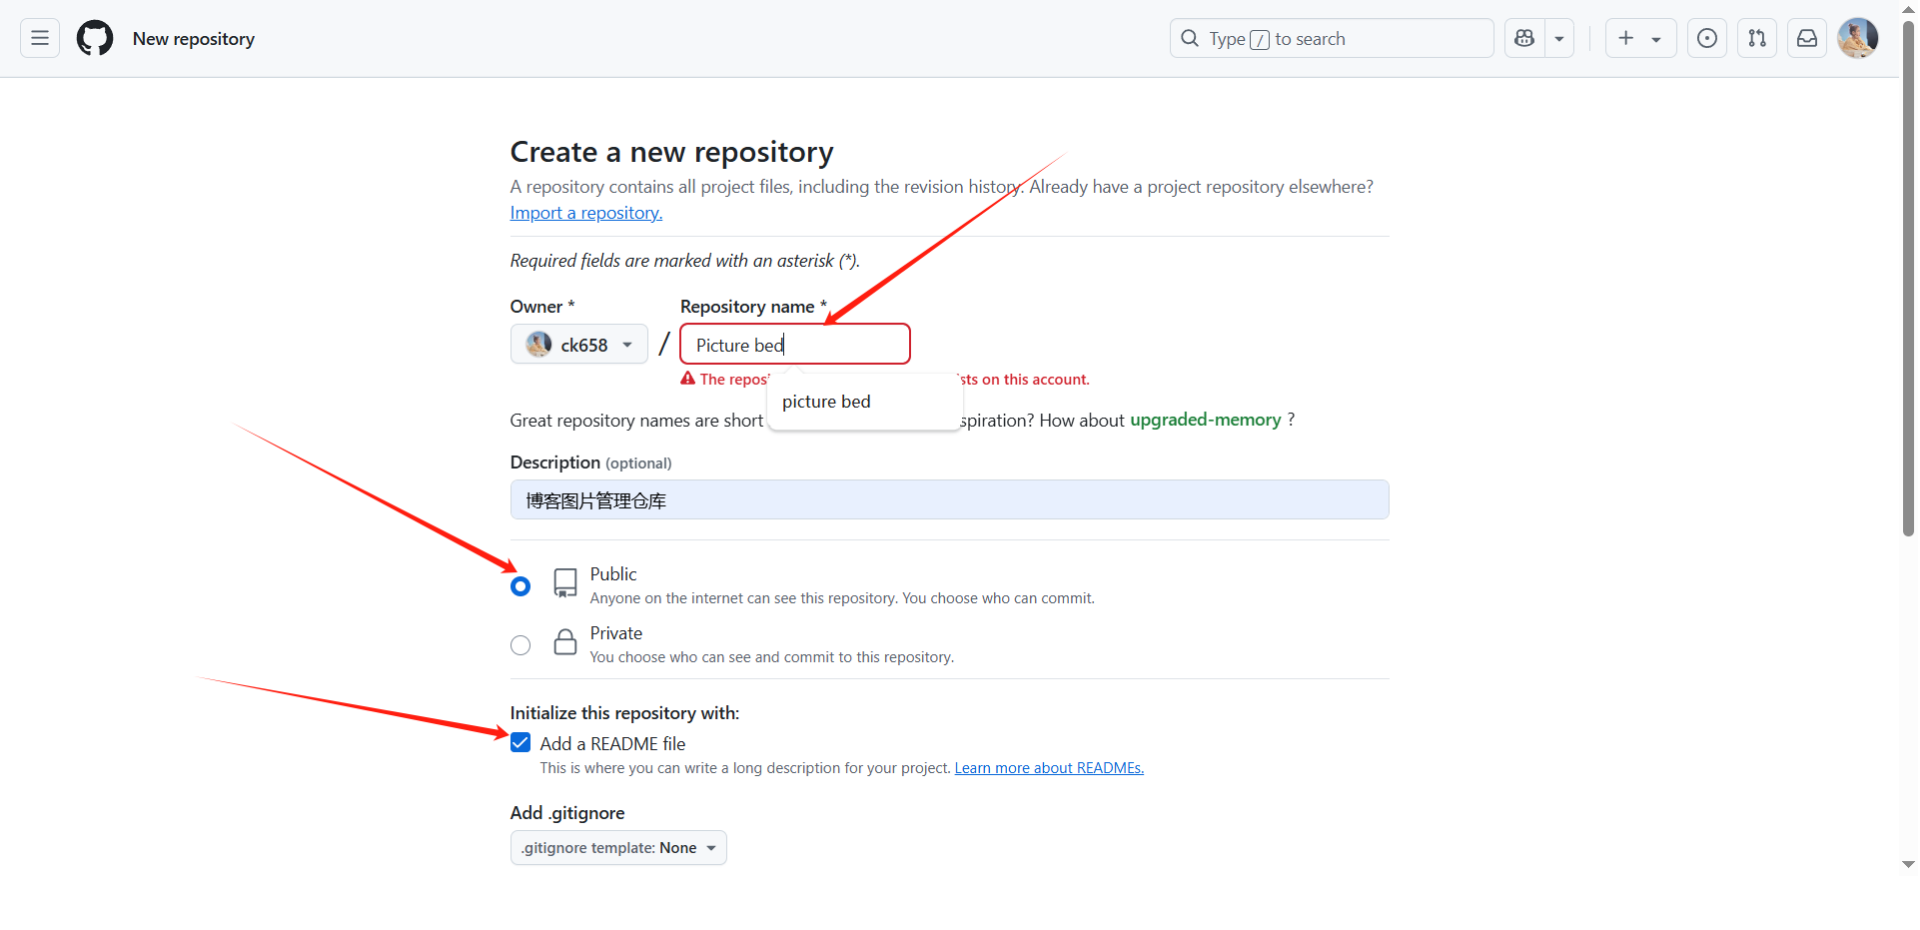 New repository
Type / to search
Create a new repository
A repository contains all project files, including the revision history. Already have a project repository elsewhere?
Import a repository.
Required fields are marked with an asterisk (*).
Owner * Repository name *
ck658 / Picture bed
The repos sts on this account.
picture bed
Great repository names are short spiration? How about upgraded-memory ?
Description (optional)
博客图片管理仓库
Public
Anyone on the internet can see this repository. You choose who can commit.
Private
You choose who can see and commit to this repository.
Initialize this repository with:
Add a README file
This is where you can write a long description for your project. Learn more about READMEs.
Add .gitignore
.gitignore template: None